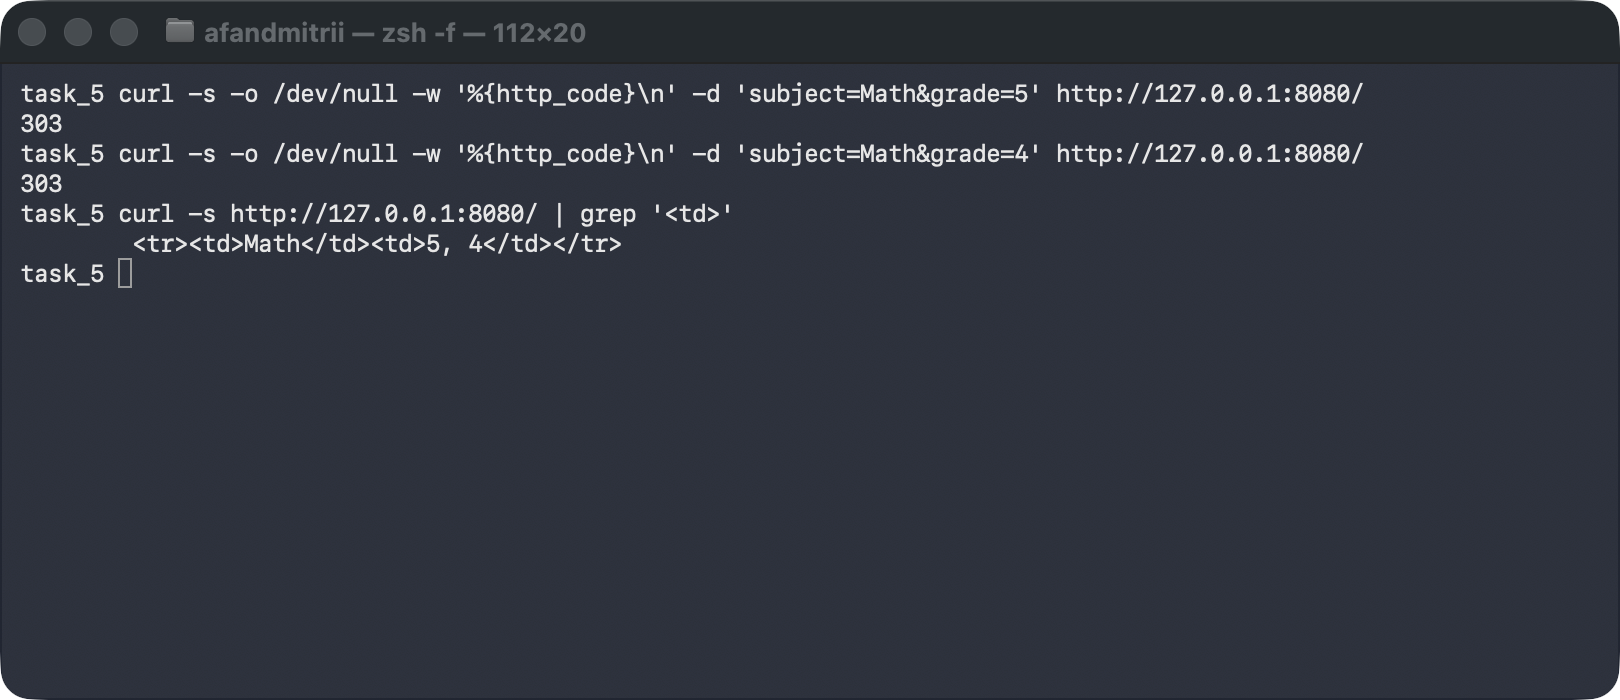 afandmitrii — zsh -f — 112×20
task_5 curl -s -o /dev/null -w '%{http_code}\n' -d 'subject=Math&grade=5' http://127.0.0.1:8080/
303
task_5 curl -s -o /dev/null -w '%{http_code}\n' -d 'subject=Math&grade=4' http://127.0.0.1:8080/
303
task_5 curl -s http://127.0.0.1:8080/ | grep '<td>'
        <tr><td>Math</td><td>5, 4</td></tr>
task_5